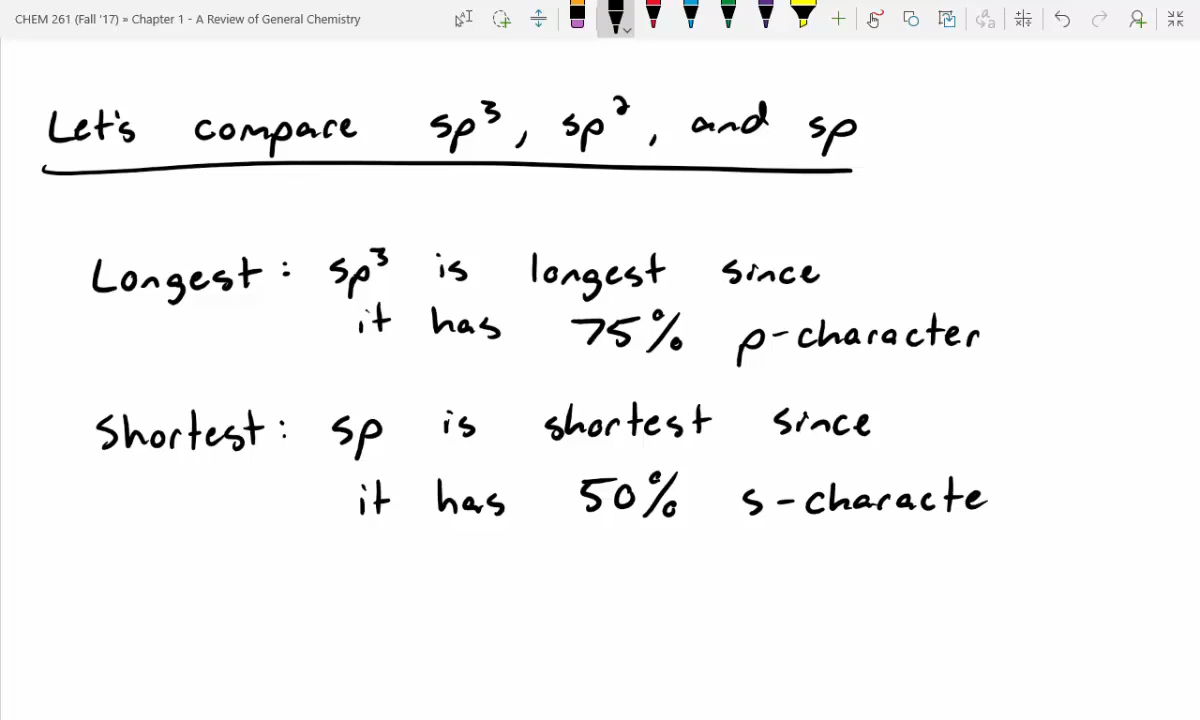 CHEM 261 (Fall '17) » Chapter 1 - A Review of General Chemistry
Let's compare sp³, sp², and sp
Longest: sp³ is longest since
it has 75% p-character
Shortest: sp is shortest since
it has 50% s-characte